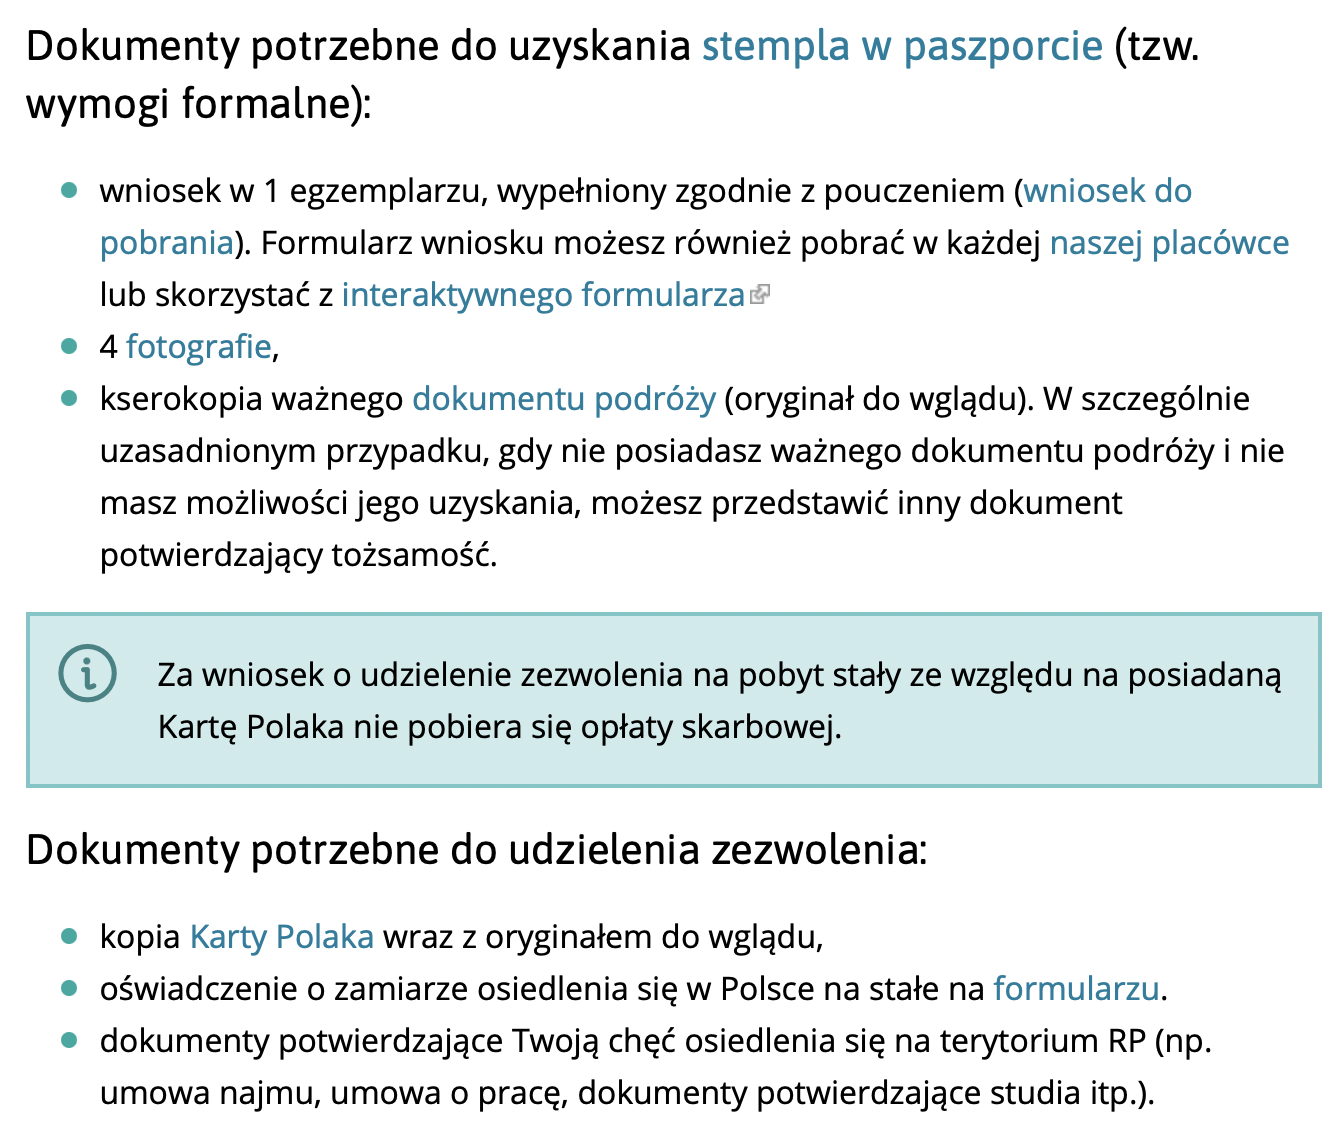 Dokumenty potrzebne do uzyskania stempla w paszporcie (tzw.
wymogi formalne):
wniosek w 1 egzemplarzu, wypełniony zgodnie z pouczeniem (wniosek do
pobrania). Formularz wniosku możesz również pobrać w każdej naszej placówce
lub skorzystać z interaktywnego formularza
4 fotografie,
kserokopia ważnego dokumentu podróży (oryginał do wglądu). W szczególnie
uzasadnionym przypadku, gdy nie posiadasz ważnego dokumentu podróży i nie
masz możliwości jego uzyskania, możesz przedstawić inny dokument
potwierdzający tożsamość.
Za wniosek o udzielenie zezwolenia na pobyt stały ze względu na posiadaną
Kartę Polaka nie pobiera się opłaty skarbowej.
Dokumenty potrzebne do udzielenia zezwolenia:
kopia Karty Polaka wraz z oryginałem do wglądu,
oświadczenie o zamiarze osiedlenia się w Polsce na stałe na formularzu.
dokumenty potwierdzające Twoją chęć osiedlenia się na terytorium RP (np.
umowa najmu, umowa o pracę, dokumenty potwierdzające studia itp.).